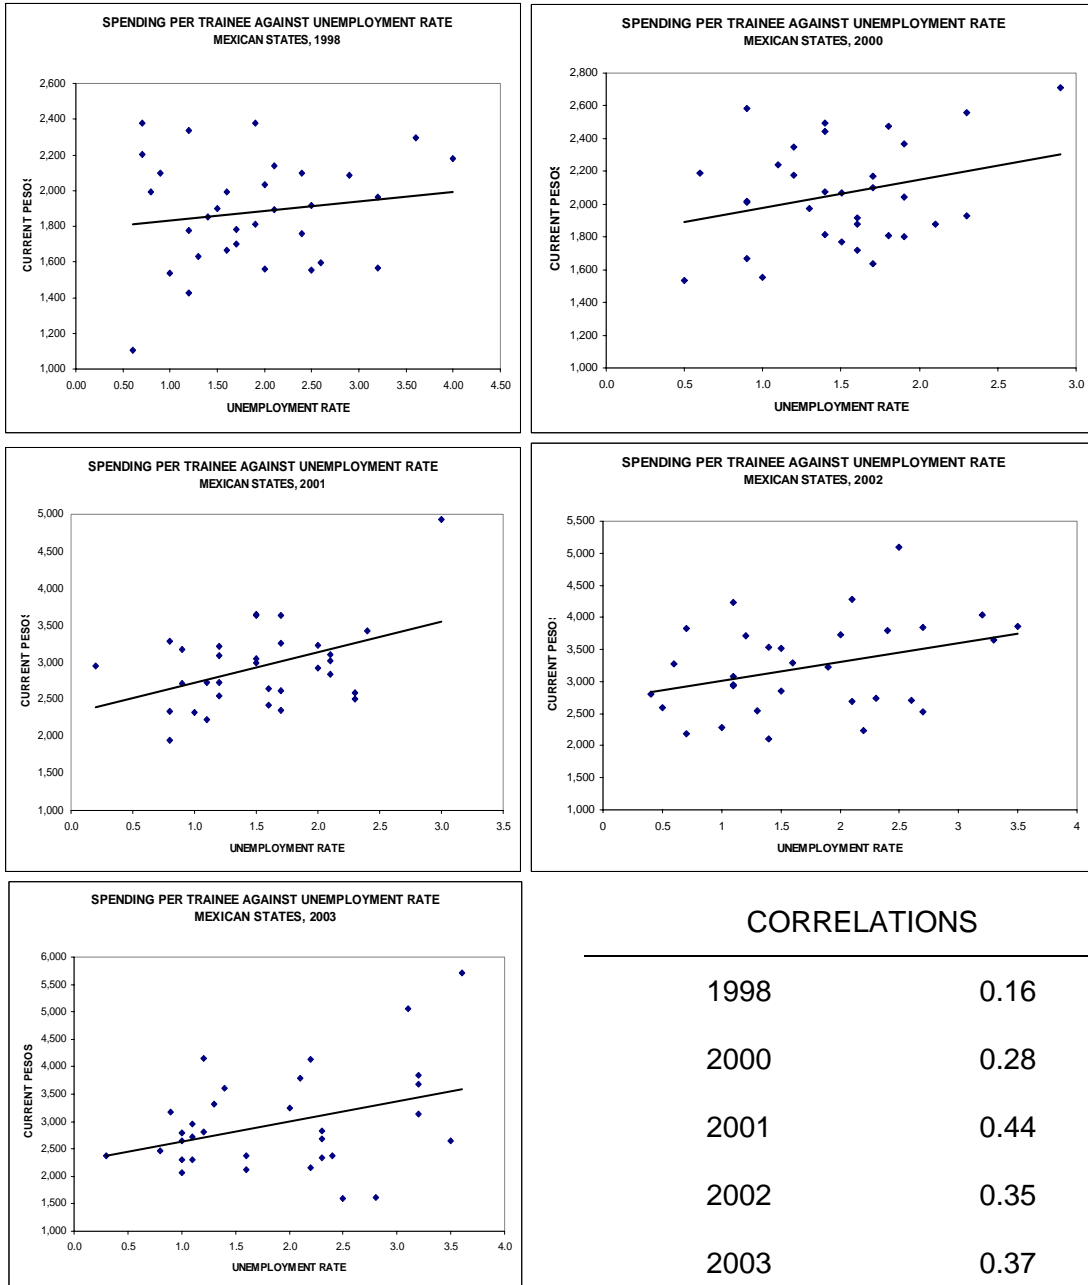 SPENDING PER TRAINEE AGAINST UNEMPLOYMENT RATE
MEXICAN STATES, 1998
2,600
2,400
2,200
2,000
1,800
1,600
1,400
1,200
1,000
CURRENT PESOS
0.00 0.50 1.00 1.50 2.00 2.50 3.00 3.50 4.00 4.50
UNEMPLOYMENT RATE
SPENDING PER TRAINEE AGAINST UNEMPLOYMENT RATE
MEXICAN STATES, 2000
2,800
2,600
2,400
2,200
2,000
1,800
1,600
1,400
1,200
1,000
CURRENT PESOS
0.0 0.5 1.0 1.5 2.0 2.5 3.0
UNEMPLOYMENT RATE
SPENDING PER TRAINEE AGAINST UNEMPLOYMENT RATE
MEXICAN STATES, 2001
5,000
4,500
4,000
3,500
3,000
2,500
2,000
1,500
1,000
CURRENT PESOS
0.0 0.5 1.0 1.5 2.0 2.5 3.0 3.5
UNEMPLOYMENT RATE
SPENDING PER TRAINEE AGAINST UNEMPLOYMENT RATE
MEXICAN STATES, 2002
5,500
5,000
4,500
4,000
3,500
3,000
2,500
2,000
1,500
1,000
CURRENT PESOS
0 0.5 1 1.5 2 2.5 3 3.5 4
UNEMPLOYMENT RATE
SPENDING PER TRAINEE AGAINST UNEMPLOYMENT RATE
MEXICAN STATES, 2003
6,000
5,500
5,000
4,500
4,000
3,500
3,000
2,500
2,000
1,500
1,000
CURRENT PESOS
0.0 0.5 1.0 1.5 2.0 2.5 3.0 3.5 4.0
UNEMPLOYMENT RATE
CORRELATIONS
1998 0.16
2000 0.28
2001 0.44
2002 0.35
2003 0.37